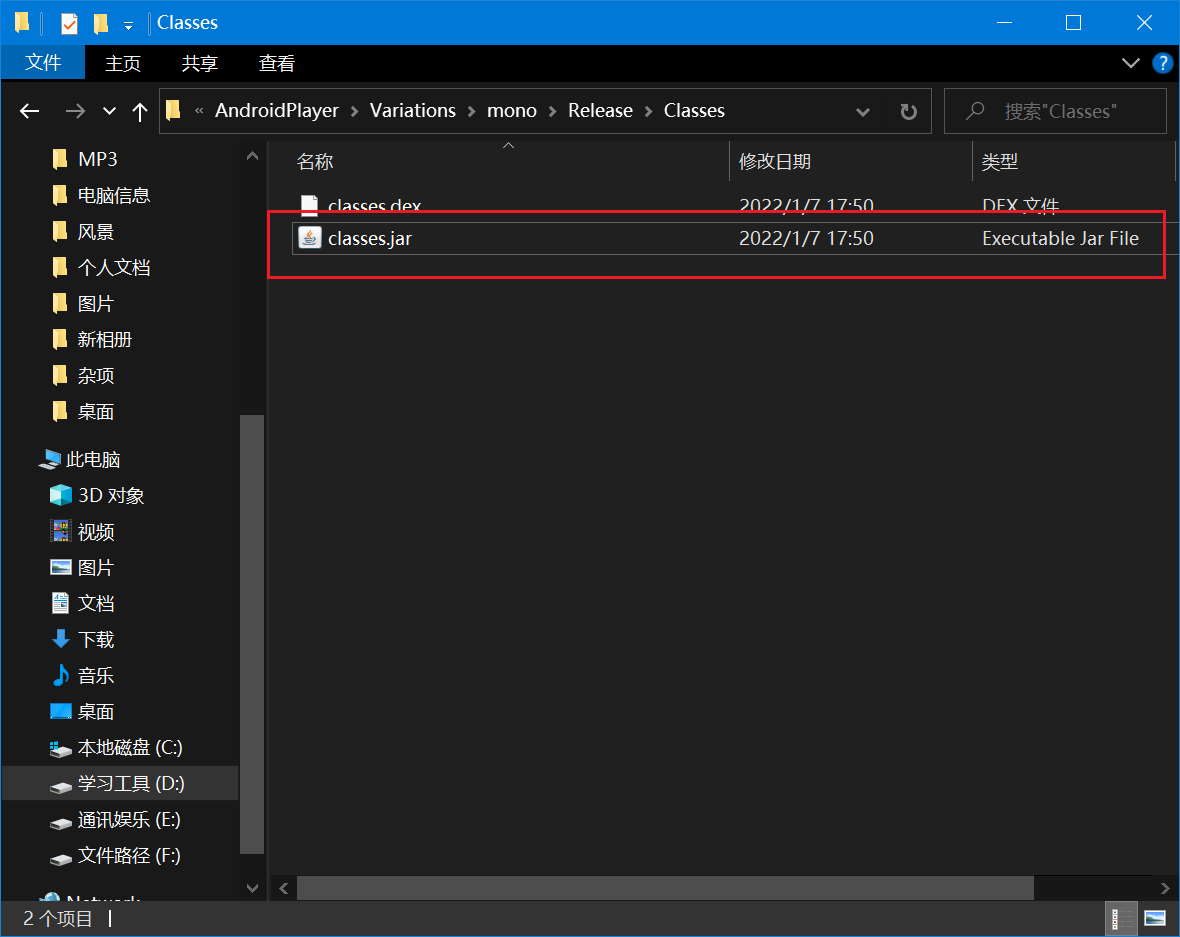 Classes
文件 主页 共享 查看
« AndroidPlayer > Variations > mono > Release > Classes
搜索"Classes"
名称 修改日期 类型
classes.dex 2022/1/7 17:50 DEX 文件
classes.jar 2022/1/7 17:50 Executable Jar File
MP3
电脑信息
风景
个人文档
图片
新相册
杂项
桌面
此电脑
3D 对象
视频
图片
文档
下载
音乐
桌面
本地磁盘 (C:)
学习工具 (D:)
通讯娱乐 (E:)
文件路径 (F:)
Network
2 个项目